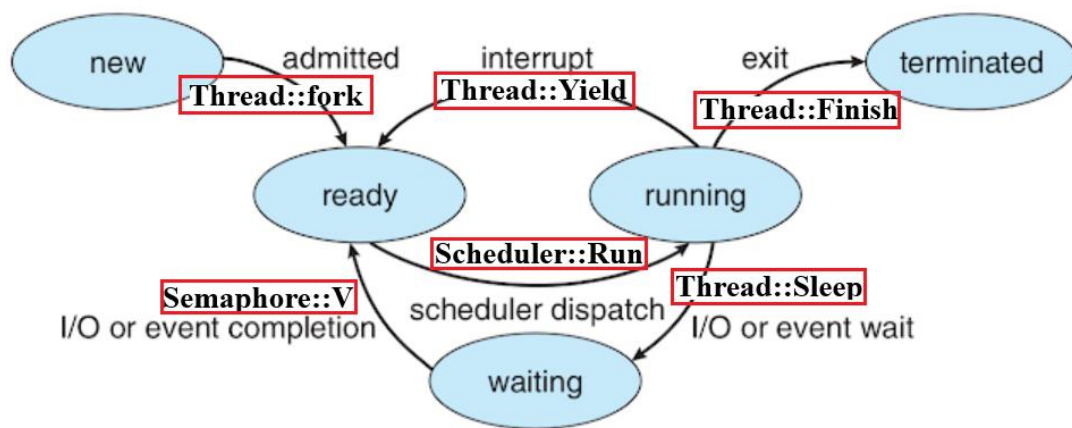 new
admitted
interrupt
exit
terminated
Thread::fork
Thread::Yield
Thread::Finish
ready
running
Scheduler::Run
Semaphore::V
Thread::Sleep
I/O or event completion
scheduler dispatch
I/O or event wait
waiting